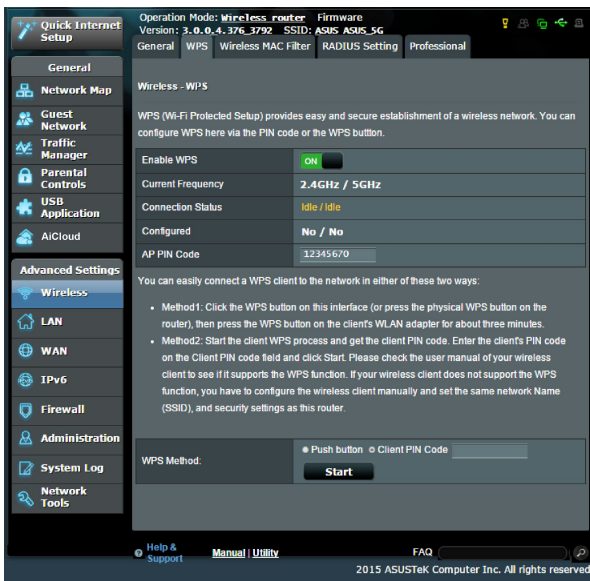 Quick Internet
Setup
Operation Mode: Wireless router Firmware
Version: 3.0.0.4.376_3792 SSID: ASUS ASUS_5G
General WPS Wireless MAC Filter RADIUS Setting Professional
General
Network Map
Guest
Network
Traffic
Manager
Parental
Controls
USB
Application
AiCloud
Advanced Settings
Wireless
LAN
WAN
IPv6
Firewall
Administration
System Log
Network
Tools
Wireless - WPS
WPS (Wi-Fi Protected Setup) provides easy and secure establishment of a wireless network. You can
configure WPS here via the PIN code or the WPS buttton.
Enable WPS ON
Current Frequency 2.4GHz / 5GHz
Connection Status Idle / Idle
Configured No / No
AP PIN Code 12345670
You can easily connect a WPS client to the network in either of these two ways:
• Method1: Click the WPS button on this interface (or press the physical WPS button on the
router), then press the WPS button on the client's WLAN adapter for about three minutes.
• Method2: Start the client WPS process and get the client PIN code. Enter the client's PIN code
on the Client PIN code field and click Start. Please check the user manual of your wireless
client to see if it supports the WPS function. If your wireless client does not support the WPS
function, you have to configure the wireless client manually and set the same network Name
(SSID), and security settings as this router.
WPS Method: Push button Client PIN Code
Start
Help &
Support
Manual | Utility FAQ
2015 ASUSTeK Computer Inc. All rights reserved